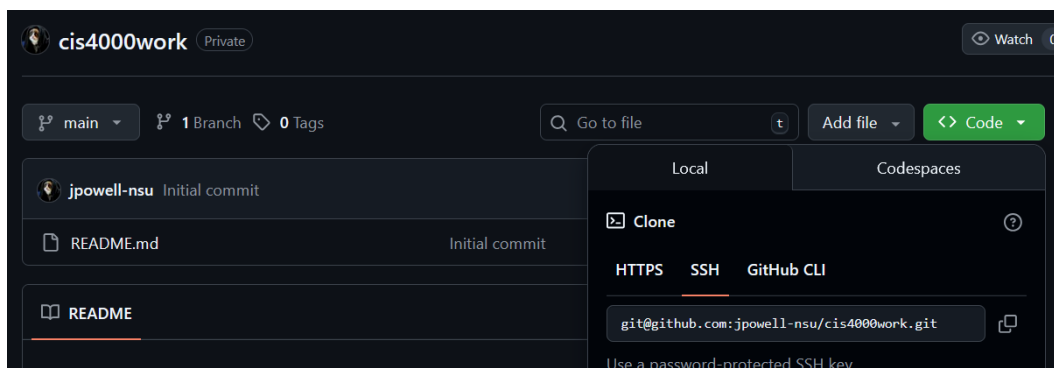 cis4000work Private
Watch
main 1 Branch 0 Tags
Go to file t
Add file
<> Code
jpowell-nsu Initial commit
README.md Initial commit
README
Local Codespaces
Clone
HTTPS SSH GitHub CLI
git@github.com:jpowell-nsu/cis4000work.git
Use a password-protected SSH key